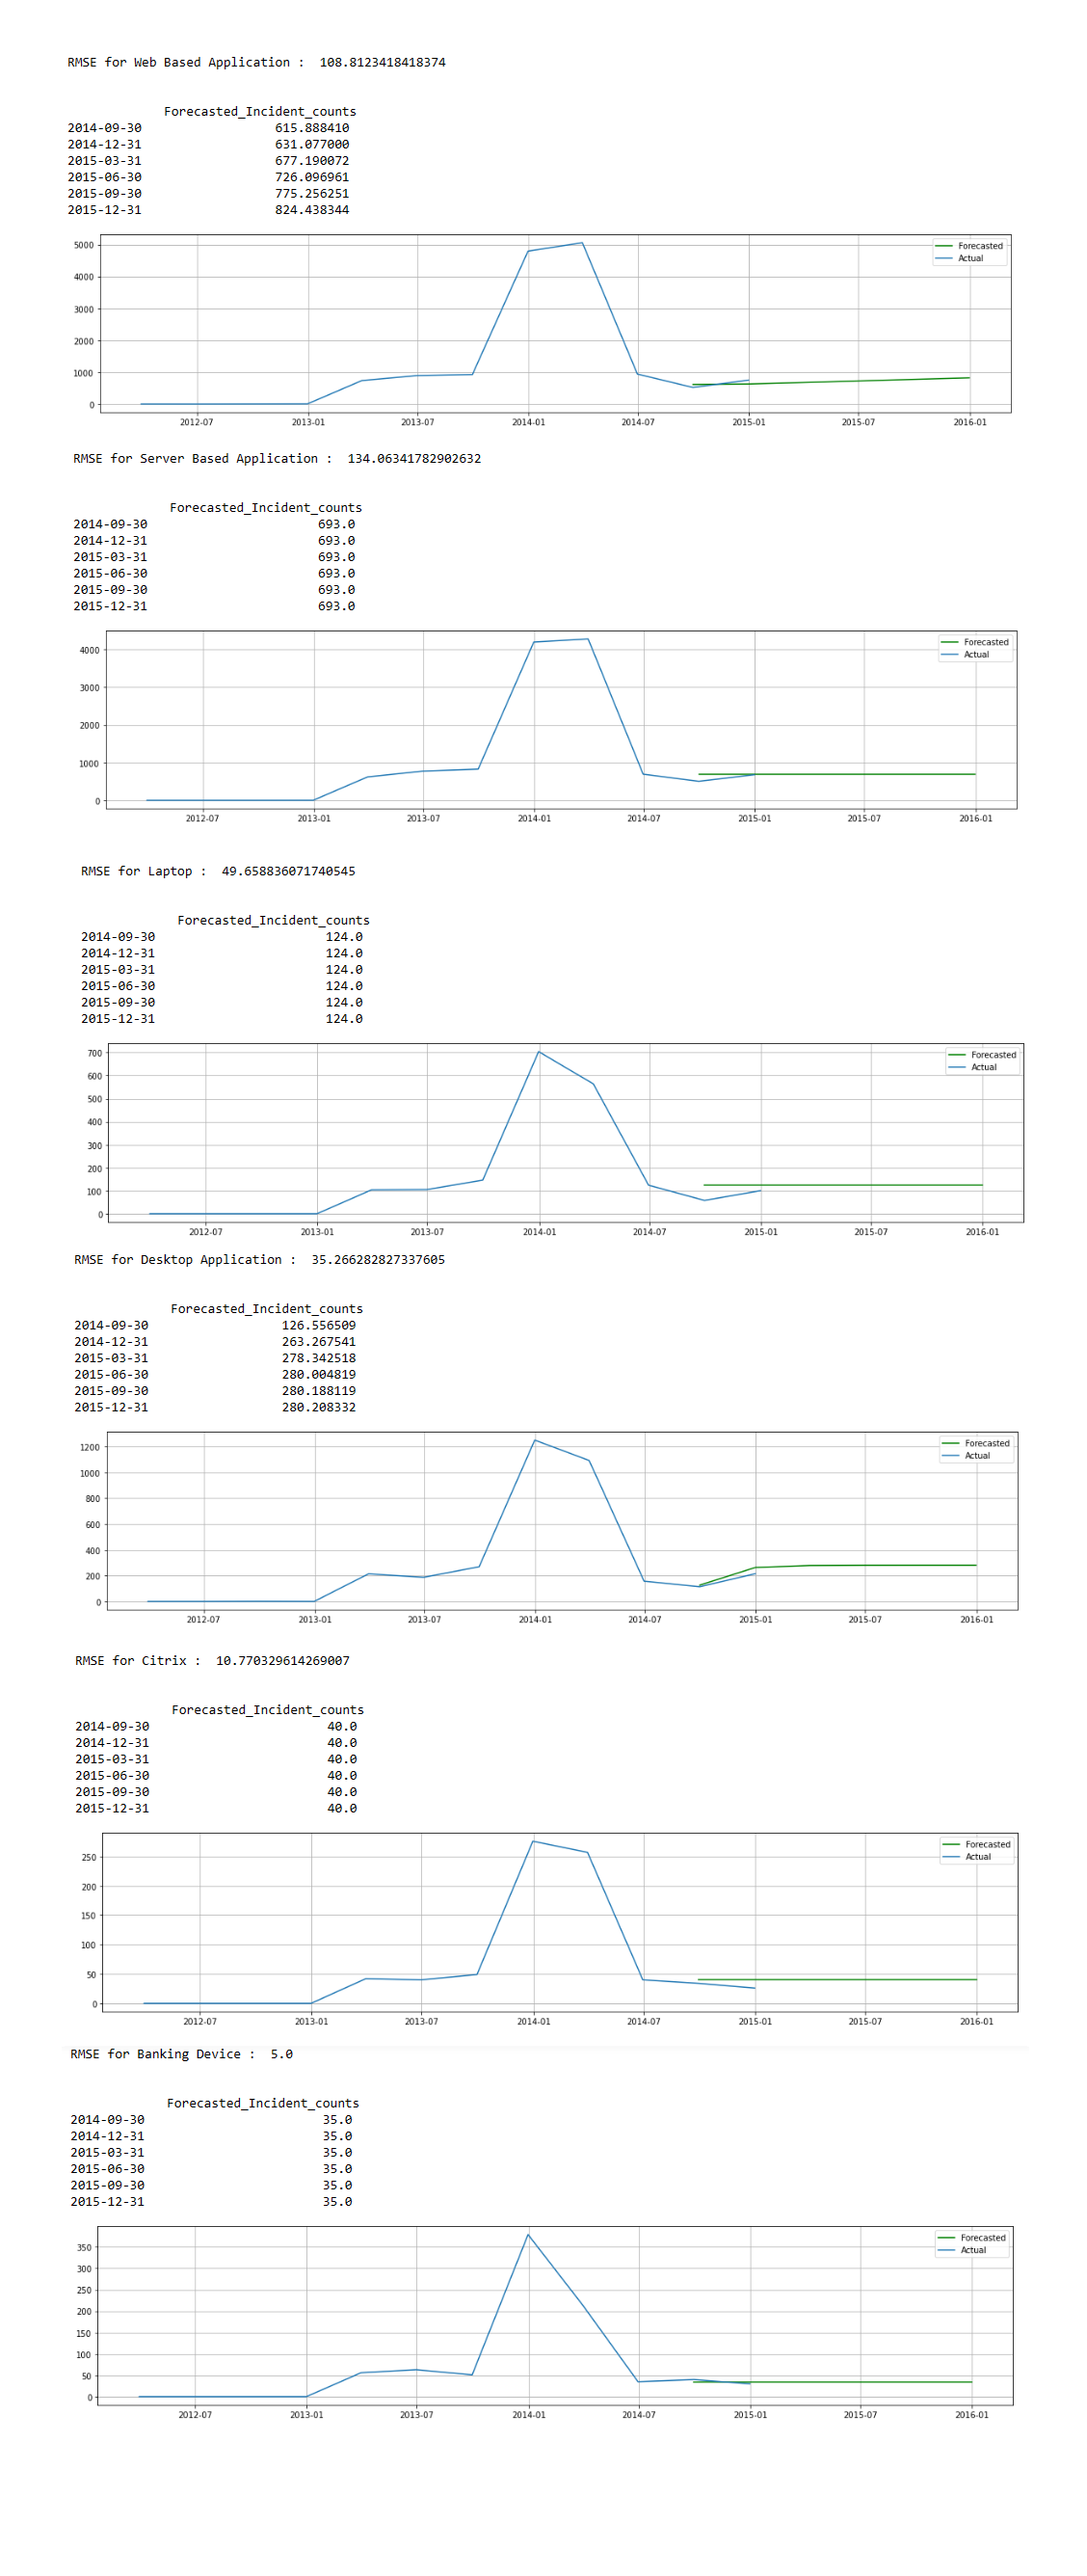 RMSE for Web Based Application :  108.8123418418374
Forecasted_Incident_counts
2014-09-30 615.888410
2014-12-31 631.077000
2015-03-31 677.190072
2015-06-30 726.096961
2015-09-30 775.256251
2015-12-31 824.438344
Forecasted
Actual
5000
4000
3000
2000
1000
0
2012-07 2013-01 2013-07 2014-01 2014-07 2015-01 2015-07 2016-01
RMSE for Server Based Application :  134.06341782902632
Forecasted_Incident_counts
2014-09-30 693.0
2014-12-31 693.0
2015-03-31 693.0
2015-06-30 693.0
2015-09-30 693.0
2015-12-31 693.0
Forecasted
Actual
4000
3000
2000
1000
0
2012-07 2013-01 2013-07 2014-01 2014-07 2015-01 2015-07 2016-01
RMSE for Laptop :  49.658836071740545
Forecasted_Incident_counts
2014-09-30 124.0
2014-12-31 124.0
2015-03-31 124.0
2015-06-30 124.0
2015-09-30 124.0
2015-12-31 124.0
Forecasted
Actual
700
600
500
400
300
200
100
0
2012-07 2013-01 2013-07 2014-01 2014-07 2015-01 2015-07 2016-01
RMSE for Desktop Application :  35.266282827337605
Forecasted_Incident_counts
2014-09-30 126.556509
2014-12-31 263.267541
2015-03-31 278.342518
2015-06-30 280.004819
2015-09-30 280.188119
2015-12-31 280.208332
Forecasted
Actual
1200
1000
800
600
400
200
0
2012-07 2013-01 2013-07 2014-01 2014-07 2015-01 2015-07 2016-01
RMSE for Citrix :  10.770329614269007
Forecasted_Incident_counts
2014-09-30 40.0
2014-12-31 40.0
2015-03-31 40.0
2015-06-30 40.0
2015-09-30 40.0
2015-12-31 40.0
Forecasted
Actual
250
200
150
100
50
0
2012-07 2013-01 2013-07 2014-01 2014-07 2015-01 2015-07 2016-01
RMSE for Banking Device :  5.0
Forecasted_Incident_counts
2014-09-30 35.0
2014-12-31 35.0
2015-03-31 35.0
2015-06-30 35.0
2015-09-30 35.0
2015-12-31 35.0
Forecasted
Actual
350
300
250
200
150
100
50
0
2012-07 2013-01 2013-07 2014-01 2014-07 2015-01 2015-07 2016-01